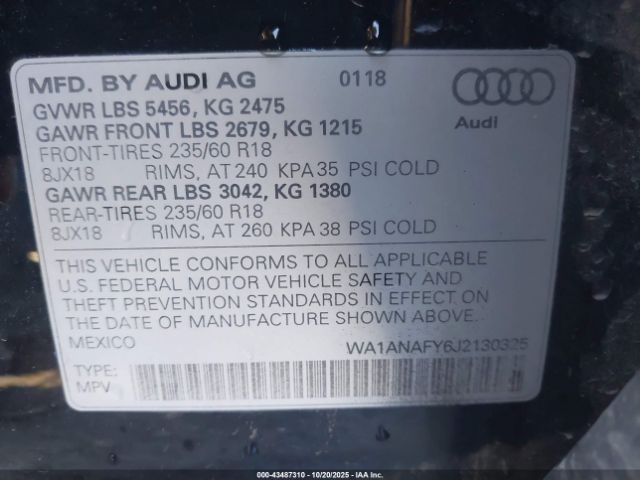 MFD. BY AUDI AG 0118
GVWR LBS 5456, KG 2475
GAWR FRONT LBS 2679, KG 1215
Audi
FRONT-TIRES 235/60 R18
8JX18 RIMS, AT 240 KPA 35 PSI COLD
GAWR REAR LBS 3042, KG 1380
REAR-TIRES 235/60 R18
8JX18 RIMS, AT 260 KPA 38 PSI COLD
THIS VEHICLE CONFORMS TO ALL APPLICABLE
U.S. FEDERAL MOTOR VEHICLE SAFETY AND
THEFT PREVENTION STANDARDS IN EFFECT ON
THE DATE OF MANUFACTURE SHOWN ABOVE.
MEXICO WA1ANAFY6J2130325
TYPE:
MPV
000-43487310 - 10/20/2025 - IAA Inc.